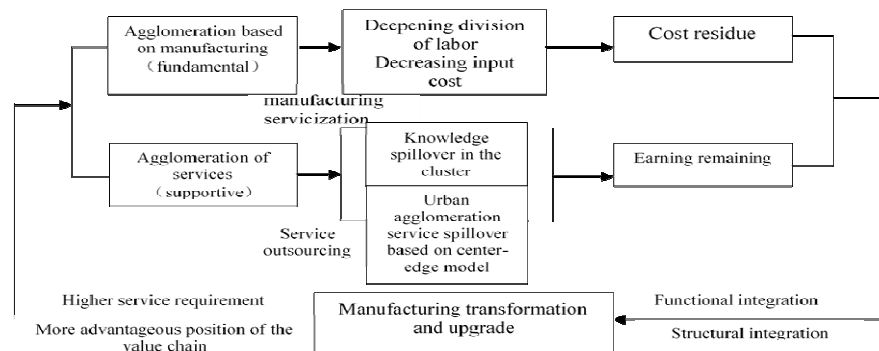 Agglomeration based
on manufacturing
（fundamental）
Deepening division
of labor
Decreasing input
cost
Cost residue
manufacturing
servicization
Agglomeration of
services
（supportive）
Knowledge
spillover in the
cluster
Earning remaining
Urban
agglomeration
service spillover
based on center-
edge model
Service
outsourcing
Higher service requirement
More advantageous position of the
value chain
Manufacturing transformation
and upgrade
Functional integration
Structural integration